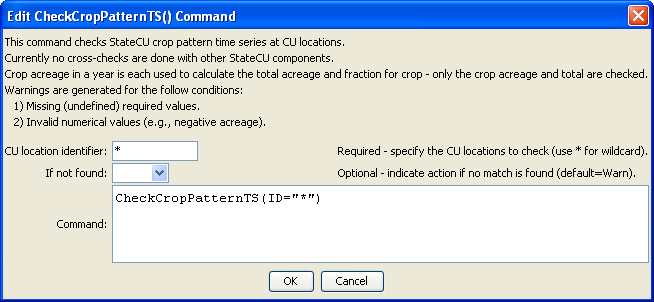 Edit CheckCropPatternTS() Command
This command checks StateCU crop pattern time series at CU locations.
Currently no cross-checks are done with other StateCU components.
Crop acreage in a year is each used to calculate the total acreage and fraction for crop - only the crop acreage and total are checked.
Warnings are generated for the follow conditions:
1) Missing (undefined) required values.
2) Invalid numerical values (e.g., negative acreage).
CU location identifier: * Required - specify the CU locations to check (use * for wildcard).
If not found: Optional - indicate action if no match is found (default=Warn).
Command: CheckCropPatternTS(ID="*")
OK Cancel